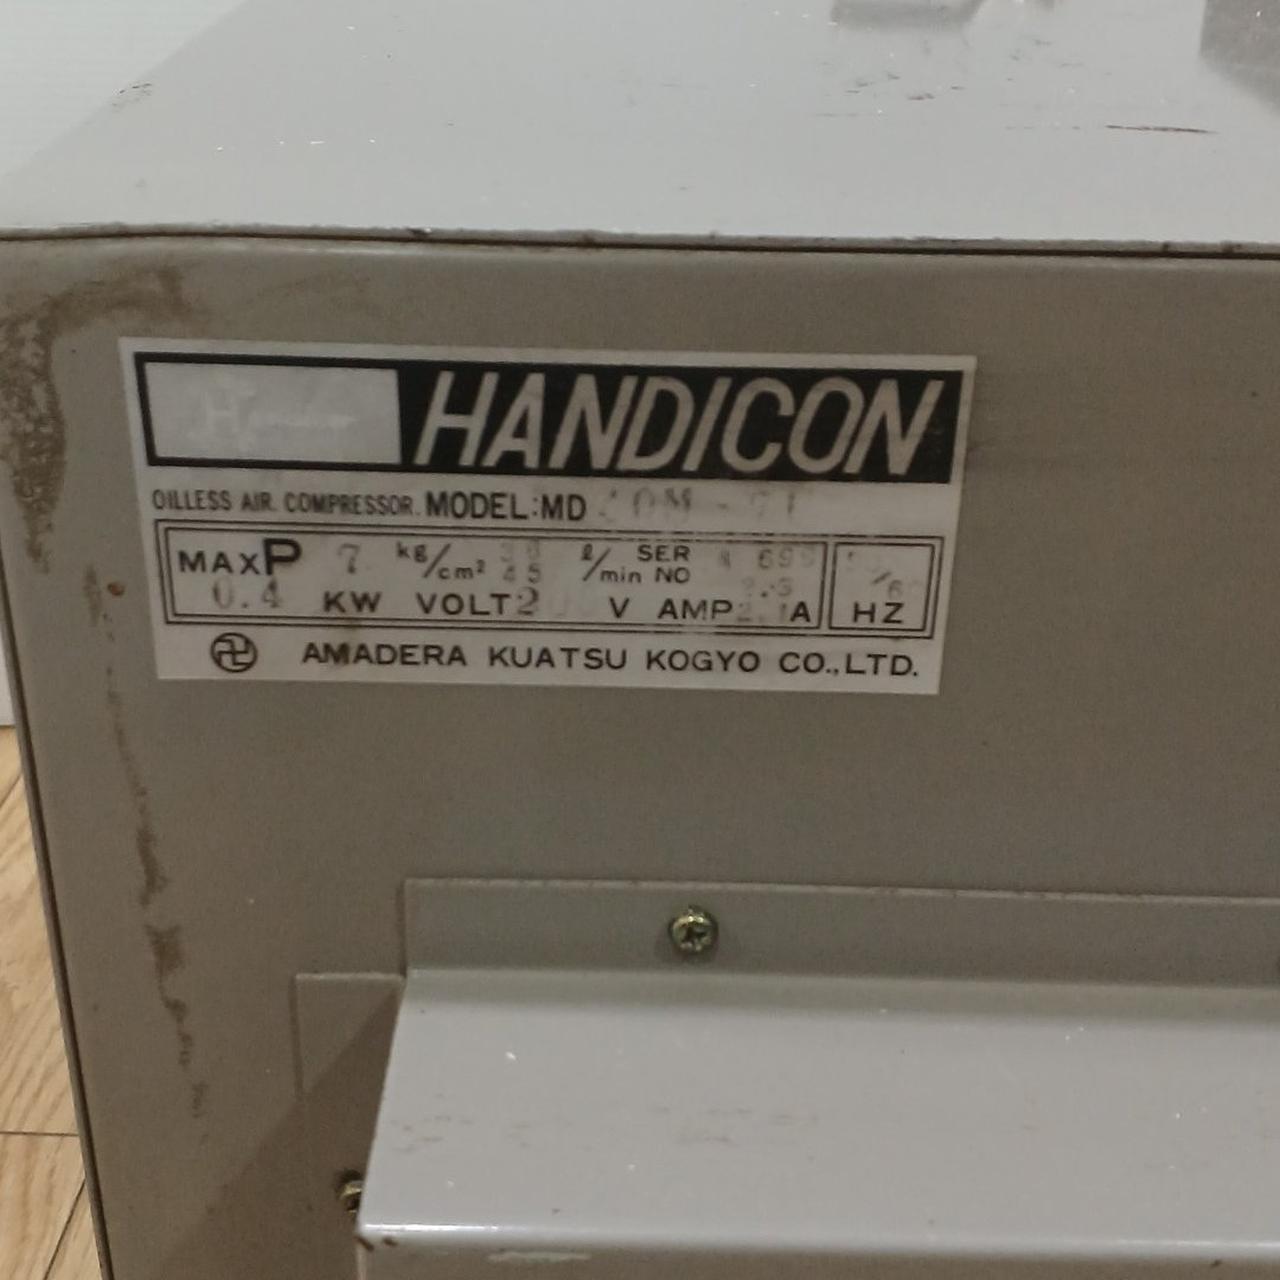 HANDICON
OILLESS AIR. COMPRESSOR. MODEL:MD
MAX P 7 kg/cm² 45 ℓ/min SER NO
0.4 KW VOLT V AMP A HZ
AMADERA KUATSU KOGYO CO.,LTD.